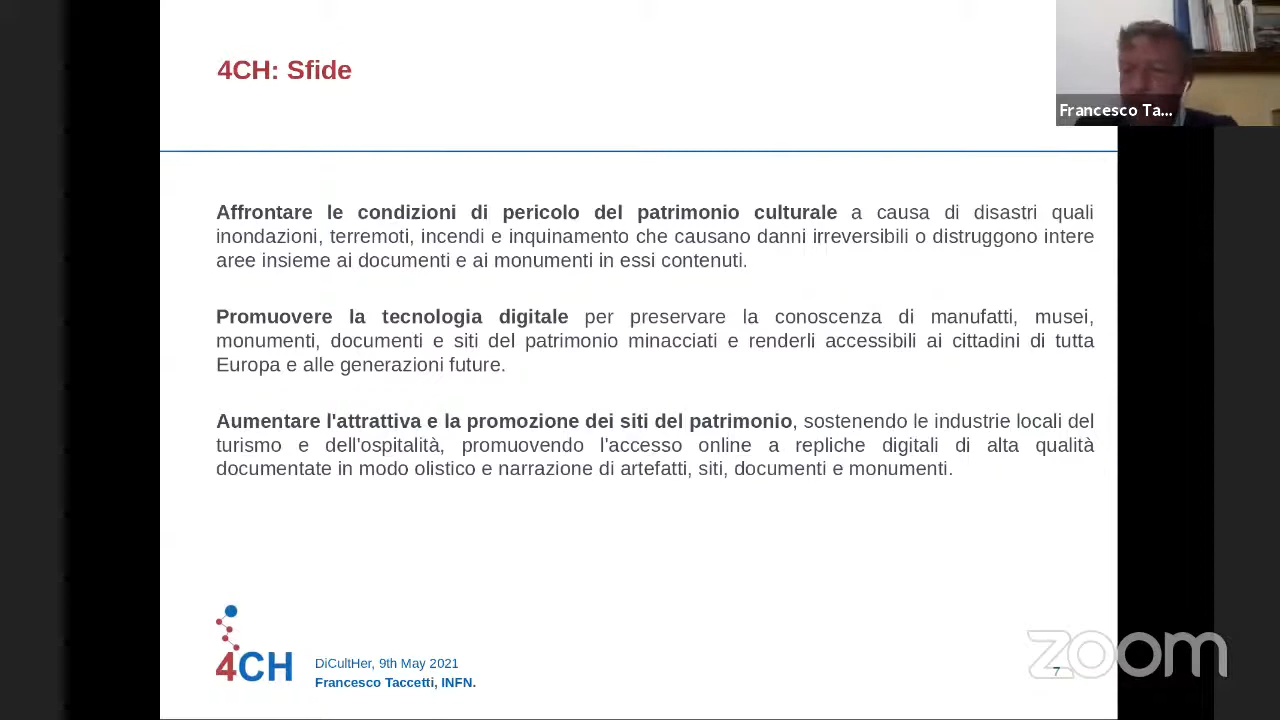 4CH: Sfide
Francesco Ta...
Affrontare le condizioni di pericolo del patrimonio culturale a causa di disastri quali
inondazioni, terremoti, incendi e inquinamento che causano danni irreversibili o distruggono intere
aree insieme ai documenti e ai monumenti in essi contenuti.
Promuovere la tecnologia digitale per preservare la conoscenza di manufatti, musei,
monumenti, documenti e siti del patrimonio minacciati e renderli accessibili ai cittadini di tutta
Europa e alle generazioni future.
Aumentare l'attrattiva e la promozione dei siti del patrimonio, sostenendo le industrie locali del
turismo e dell'ospitalità, promuovendo l'accesso online a repliche digitali di alta qualità
documentate in modo olistico e narrazione di artefatti, siti, documenti e monumenti.
4CH
DiCultHer, 9th May 2021
Francesco Taccetti, INFN.
7
zoom